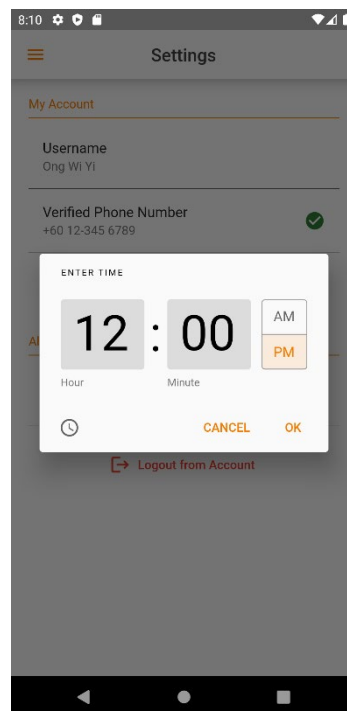 8:10
Settings
My Account
Username
Ong Wi Yi
Verified Phone Number
+60 12-345 6789
ENTER TIME
12 : 00
AM
PM
Hour Minute
Al
CANCEL OK
Logout from Account